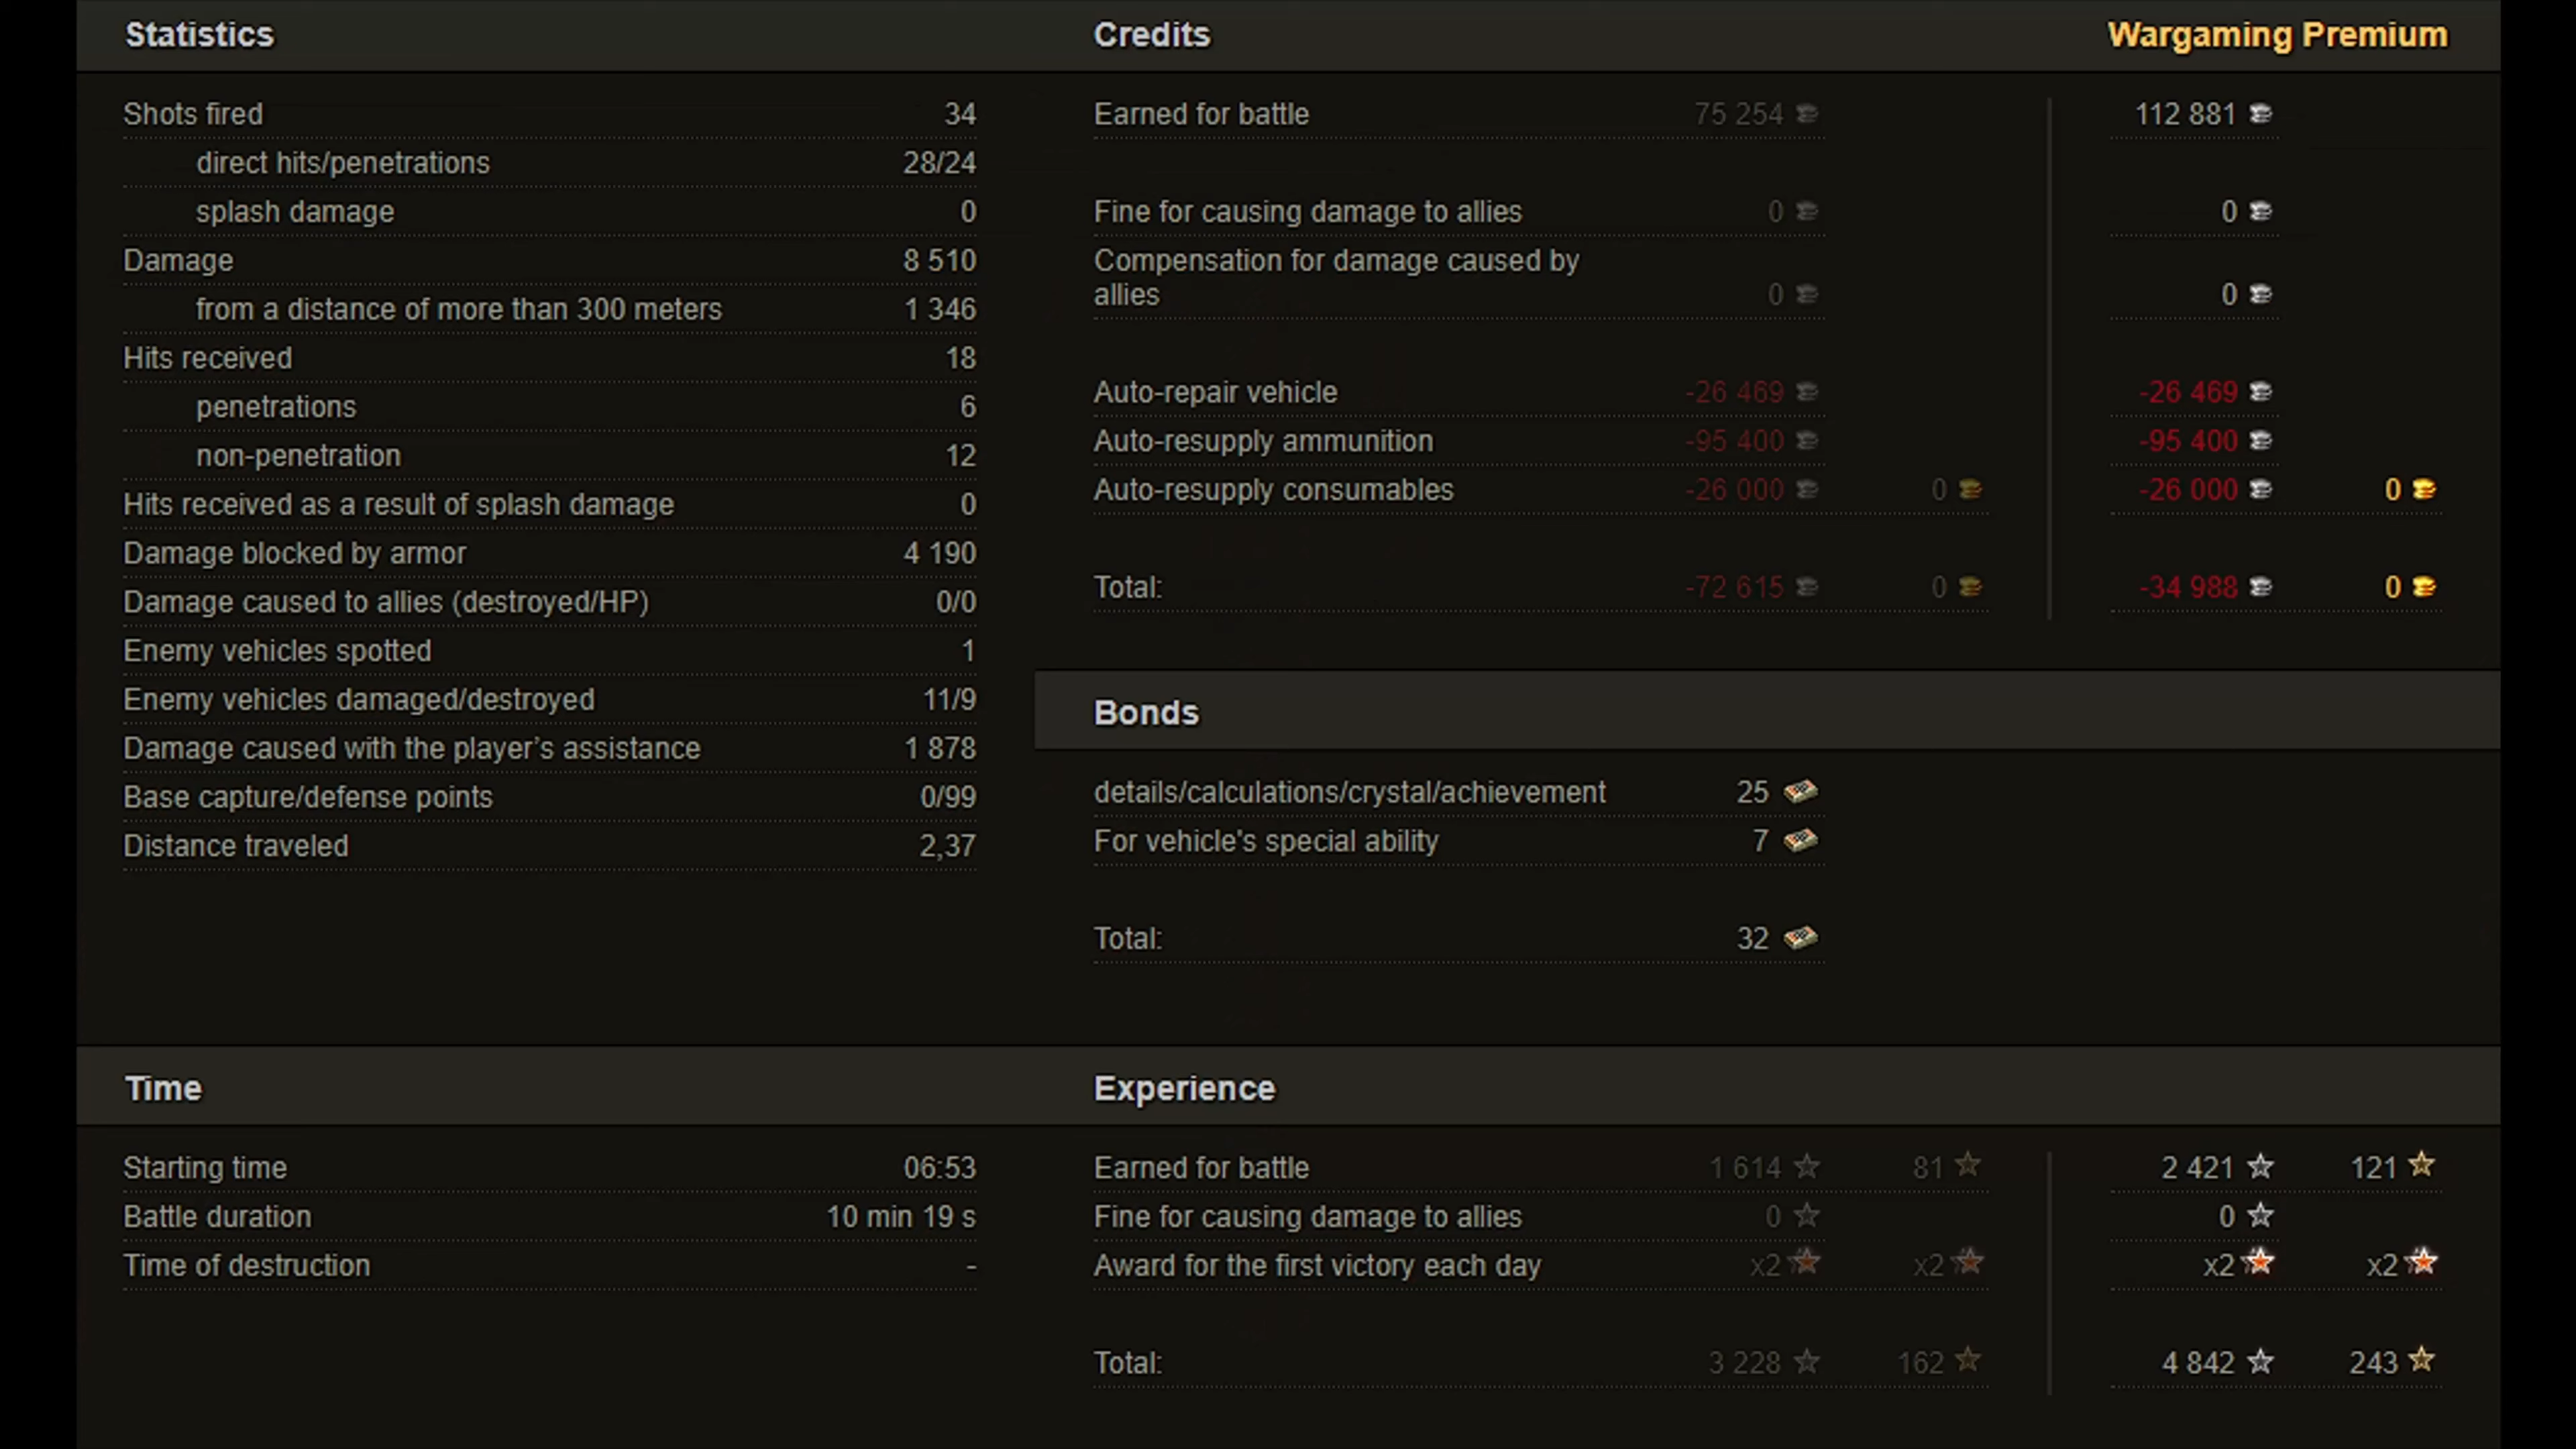 Statistics
Shots fired 34
direct hits/penetrations 28/24
splash damage 0
Damage 8 510
from a distance of more than 300 meters 1 346
Hits received 18
penetrations 6
non-penetration 12
Hits received as a result of splash damage 0
Damage blocked by armor 4 190
Damage caused to allies (destroyed/HP) 0/0
Enemy vehicles spotted 1
Enemy vehicles damaged/destroyed 11/9
Damage caused with the player's assistance 1 878
Base capture/defense points 0/99
Distance traveled 2,37
Credits Wargaming Premium
Earned for battle 75 254 112 881
Fine for causing damage to allies 0 0
Compensation for damage caused by
allies 0 0
Auto-repair vehicle -26 469 -26 469
Auto-resupply ammunition -95 400 -95 400
Auto-resupply consumables -26 000 0 -26 000 0
Total: -72 615 0 -34 988 0
Bonds
details/calculations/crystal/achievement 25
For vehicle's special ability 7
Total: 32
Time
Starting time 06:53
Battle duration 10 min 19 s
Time of destruction -
Experience
Earned for battle 1 614 81 2 421 121
Fine for causing damage to allies 0 0
Award for the first victory each day x2 x2 x2 x2
Total: 3 228 162 4 842 243